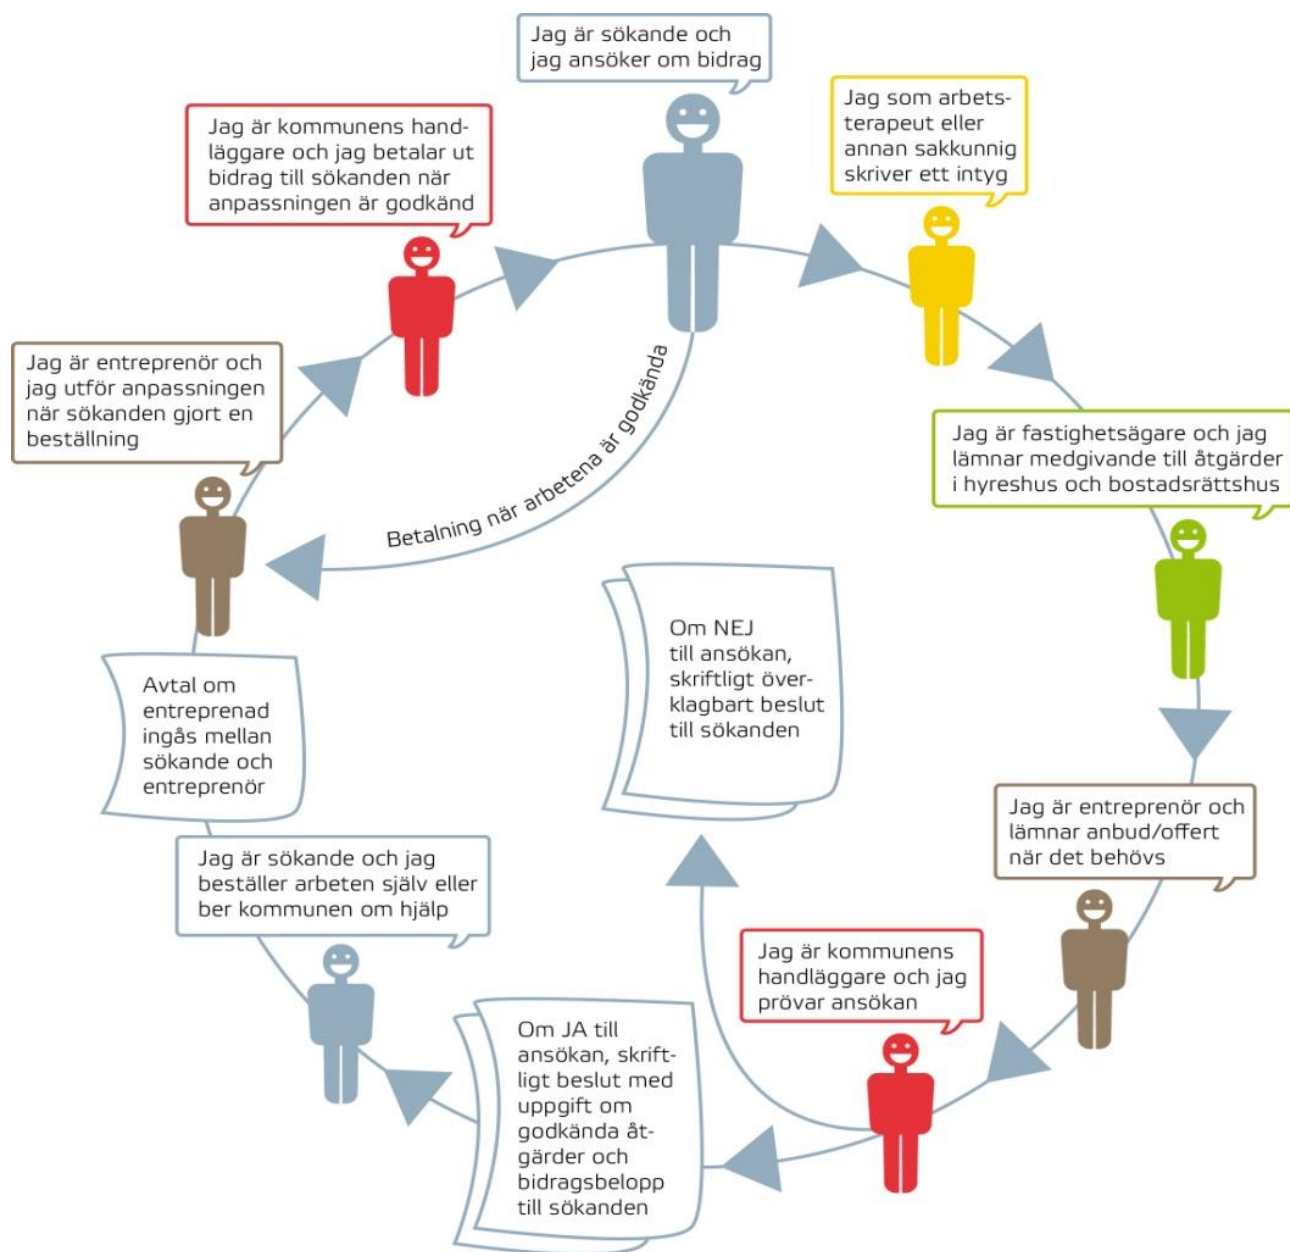 Jag är sökande och
jag ansöker om bidrag
Jag som arbets-
terapeut eller
annan sakkunnig
skriver ett intyg
Jag är fastighetsägare och jag
lämnar medgivande till åtgärder
i hyreshus och bostadsrättshus
Jag är entreprenör och
lämnar anbud/offert
när det behövs
Jag är kommunens
handläggare och jag
prövar ansökan
Om NEJ
till ansökan,
skriftligt över-
klagbart beslut
till sökanden
Om JA till
ansökan, skrift-
ligt beslut med
uppgift om
godkända åt-
gärder och
bidragsbelopp
till sökanden
Jag är sökande och jag
beställer arbeten själv eller
ber kommunen om hjälp
Avtal om
entreprenad
ingås mellan
sökande och
entreprenör
Jag är entreprenör och
jag utför anpassningen
när sökanden gjort en
beställning
Jag är kommunens hand-
läggare och jag betalar ut
bidrag till sökanden när
anpassningen är godkänd
Betalning när arbetena är godkända